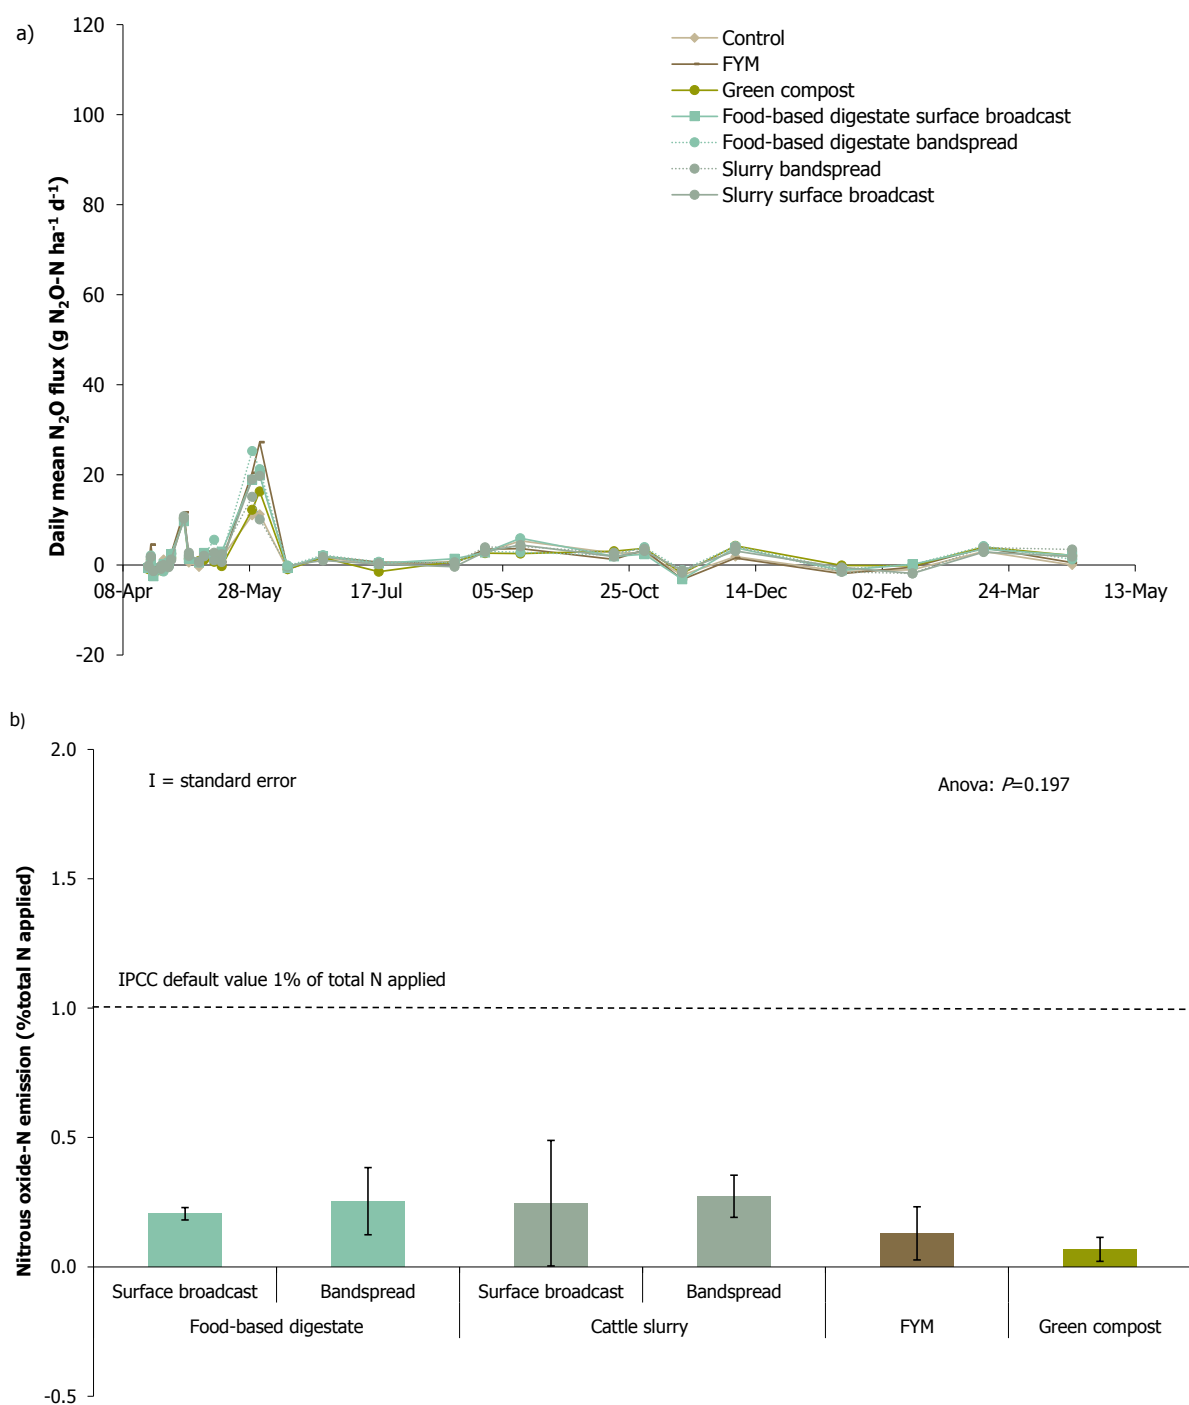 a)
120
100
80
60
40
20
0
-20
Daily mean N₂O flux (g N₂O-N ha⁻¹ d⁻¹)
Control
FYM
Green compost
Food-based digestate surface broadcast
Food-based digestate bandspread
Slurry bandspread
Slurry surface broadcast
08-Apr 28-May 17-Jul 05-Sep 25-Oct 14-Dec 02-Feb 24-Mar 13-May
b)
2.0
1.5
1.0
0.5
0.0
-0.5
Nitrous oxide-N emission (%total N applied)
I = standard error
Anova: P=0.197
IPCC default value 1% of total N applied
Surface broadcast Bandspread Surface broadcast Bandspread
Food-based digestate Cattle slurry FYM Green compost